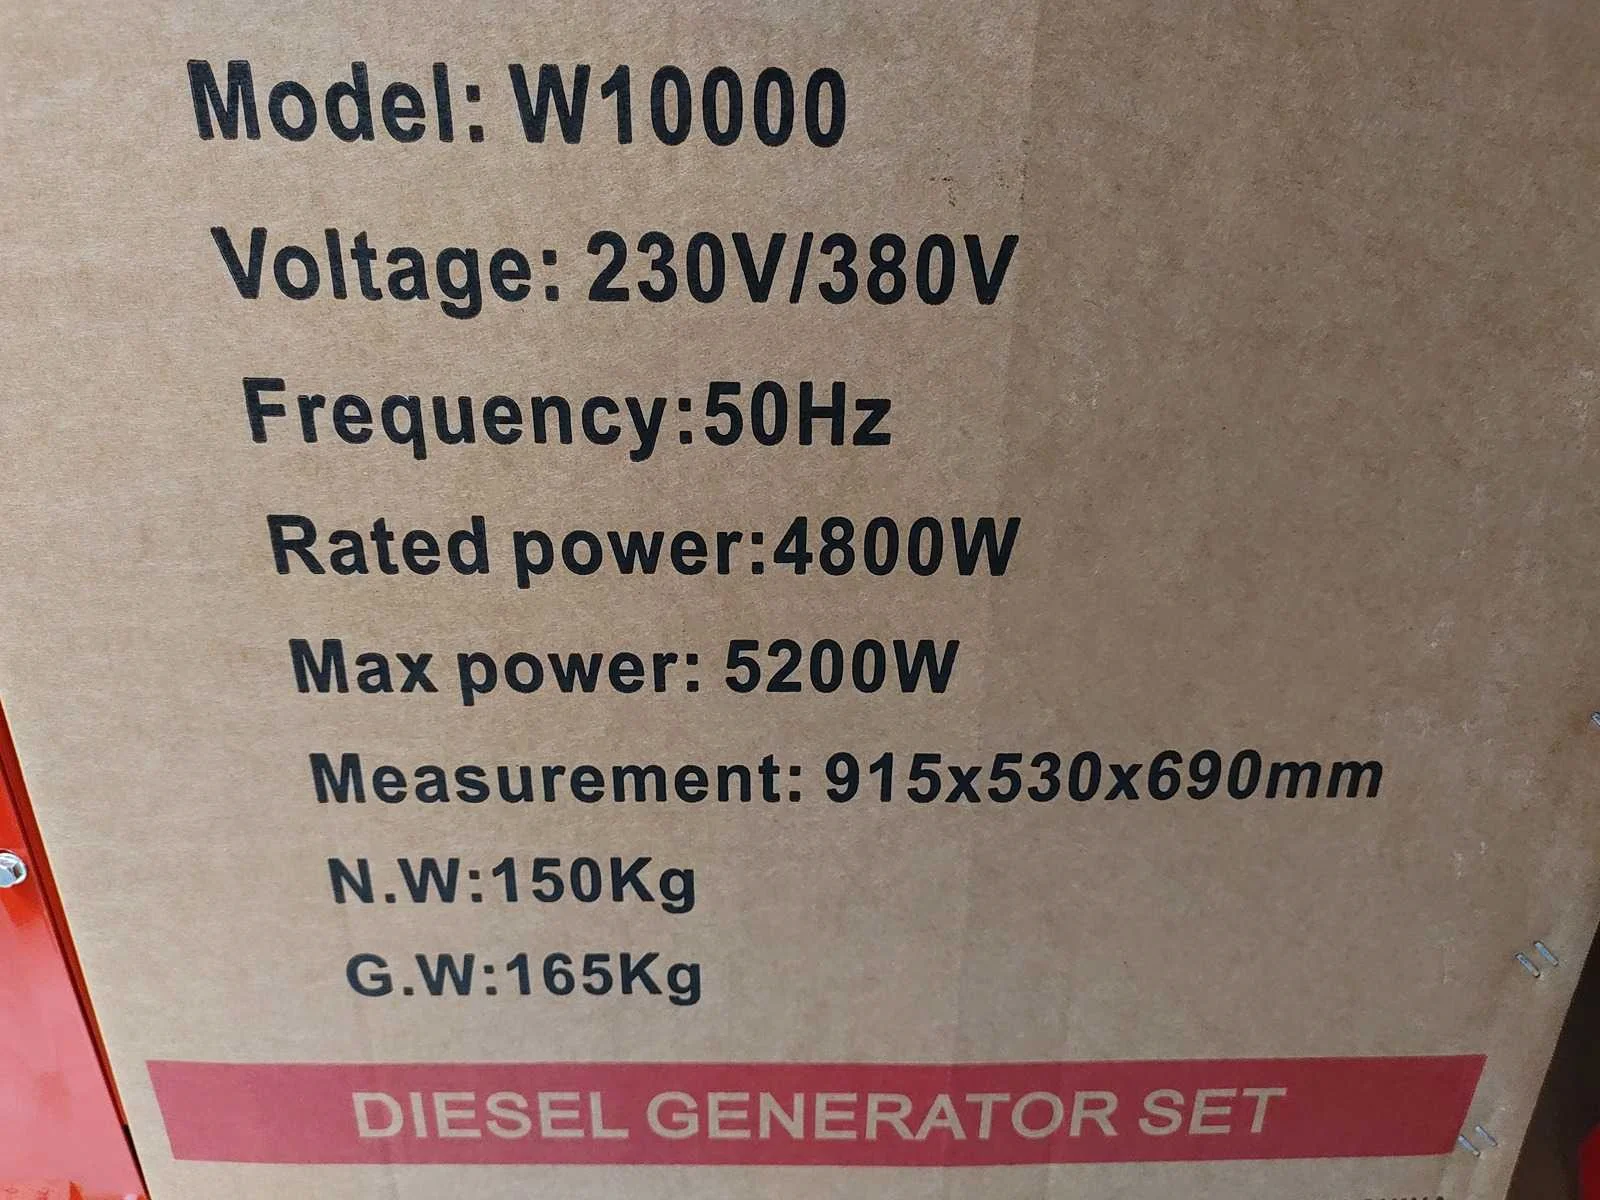 Model: W10000
Voltage: 230V/380V
Frequency:50Hz
Rated power:4800W
Max power: 5200W
Measurement: 915x530x690mm
N.W:150Kg
G.W:165Kg
DIESEL GENERATOR SET